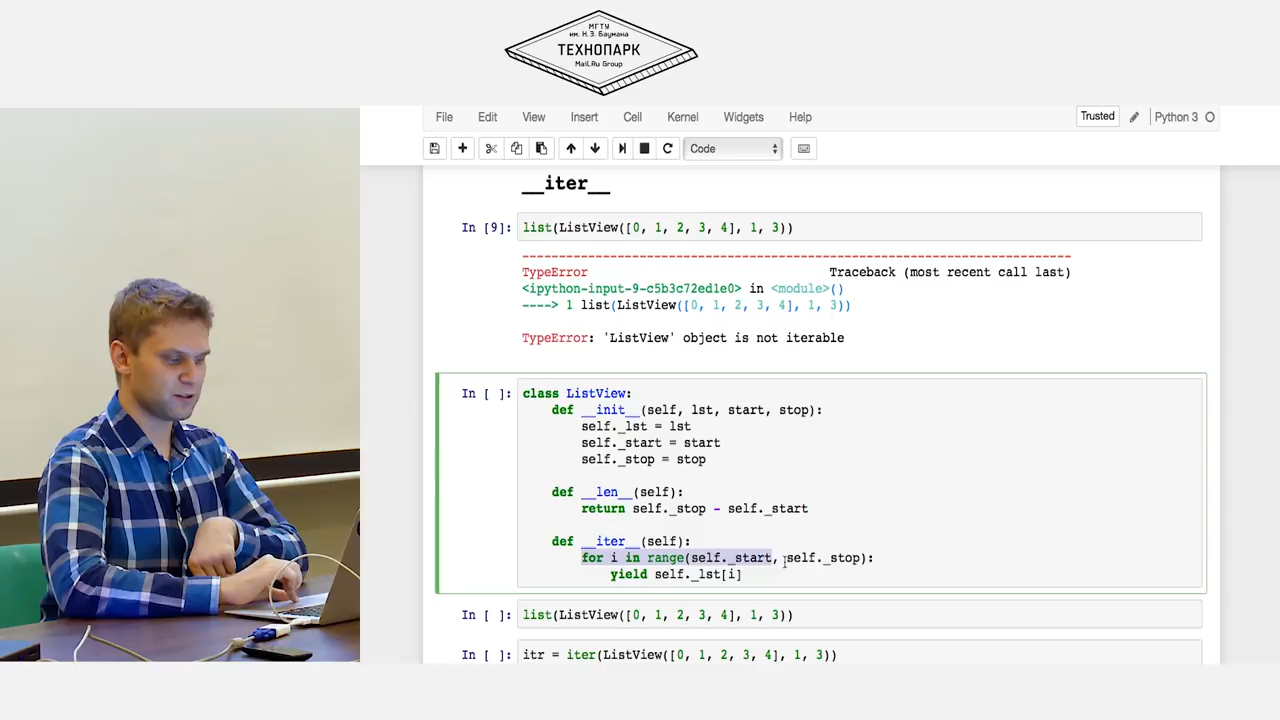 МГТУ
им. Н.Э. Баумана
ТЕХНОПАРК
Mail.Ru Group
File Edit View Insert Cell Kernel Widgets Help Trusted Python 3
Code
__iter__
In [9]: list(ListView([0, 1, 2, 3, 4], 1, 3))
---------------------------------------------------------------------------
TypeError Traceback (most recent call last)
<ipython-input-9-c5b3c72ed1e0> in <module>()
----> 1 list(ListView([0, 1, 2, 3, 4], 1, 3))
TypeError: 'ListView' object is not iterable
In [ ]: class ListView:
def __init__(self, lst, start, stop):
self._lst = lst
self._start = start
self._stop = stop
def __len__(self):
return self._stop - self._start
def __iter__(self):
for i in range(self._start, self._stop):
yield self._lst[i]
In [ ]: list(ListView([0, 1, 2, 3, 4], 1, 3))
In [ ]: itr = iter(ListView([0, 1, 2, 3, 4], 1, 3))